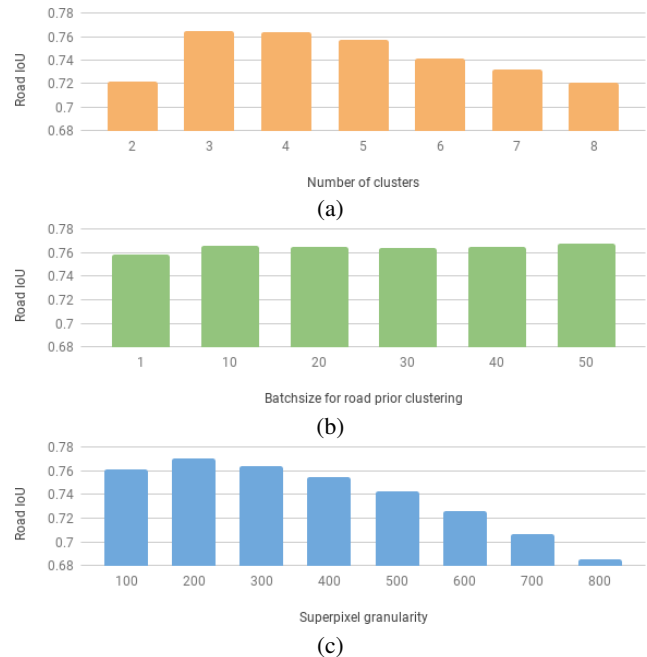 0.78
0.76
0.74
0.72
0.7
0.68
Road IoU
2 3 4 5 6 7 8
Number of clusters
(a)
0.78
0.76
0.74
0.72
0.7
0.68
Road IoU
1 10 20 30 40 50
Batchsize for road prior clustering
(b)
0.78
0.76
0.74
0.72
0.7
0.68
Road IoU
100 200 300 400 500 600 700 800
Superpixel granularity
(c)